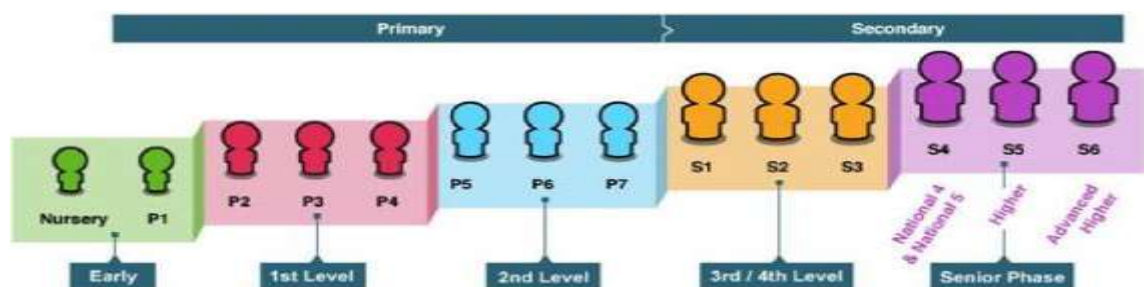 Primary
Secondary
Nursery
P1
P2
P3
P4
P5
P6
P7
S1
S2
S3
S4
S5
S6
National 4
& National 5
Higher
Advanced
Higher
Early
1st Level
2nd Level
3rd / 4th Level
Senior Phase